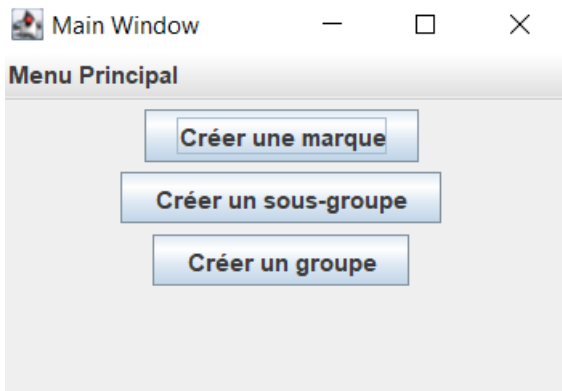 Main Window
Menu Principal
Créer une marque
Créer un sous-groupe
Créer un groupe